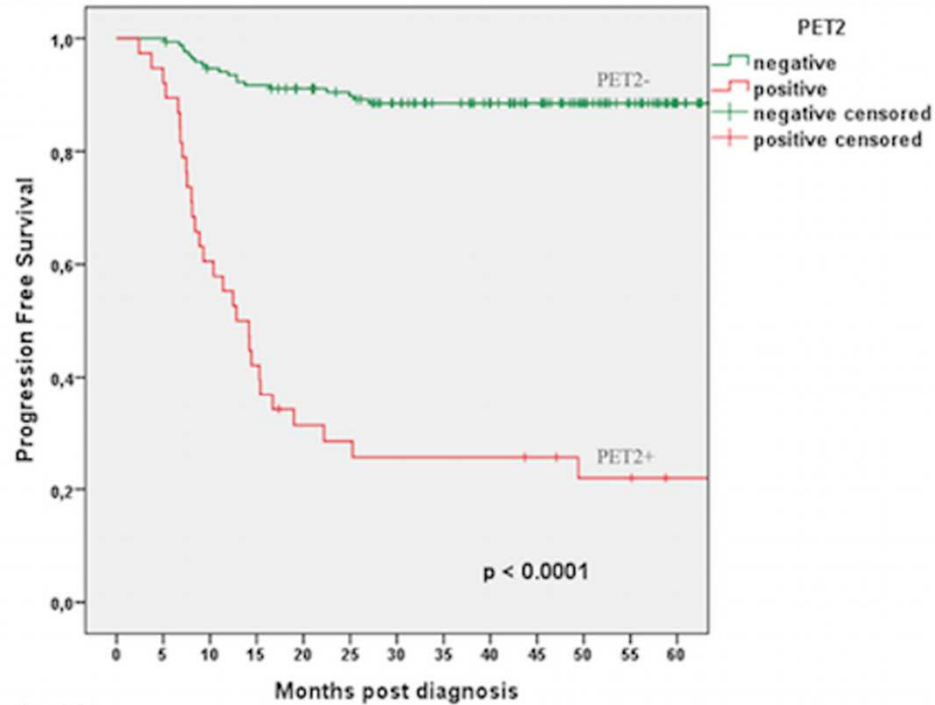 PET2
negative
positive
negative censored
positive censored
Progression Free Survival
1,0
0,8
0,6
0,4
0,2
0,0
PET2-
PET2+
p < 0.0001
0 5 10 15 20 25 30 35 40 45 50 55 60
Months post diagnosis